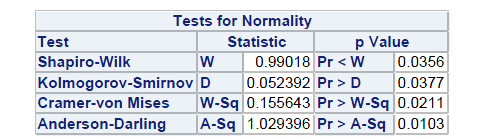 Tests for Normality
Test Statistic p Value
Shapiro-Wilk W 0.99018 Pr < W 0.0356
Kolmogorov-Smirnov D 0.052392 Pr > D 0.0377
Cramer-von Mises W-Sq 0.155643 Pr > W-Sq 0.0211
Anderson-Darling A-Sq 1.029396 Pr > A-Sq 0.0103